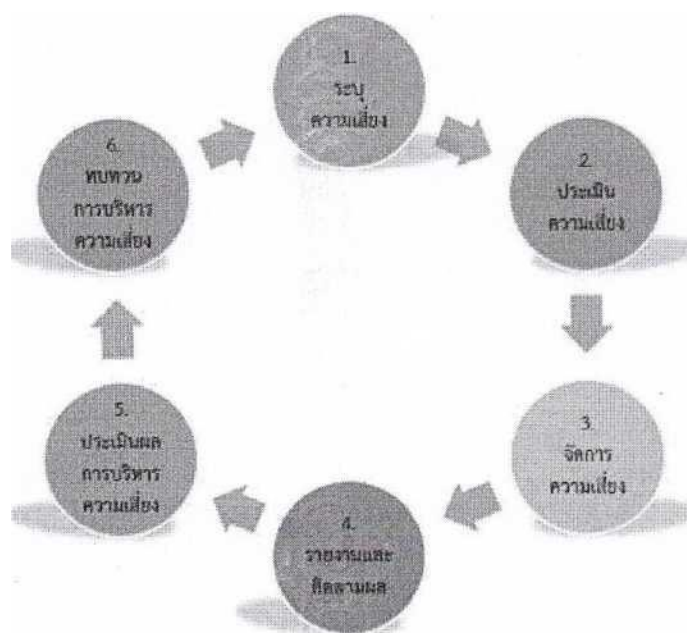 1.
ระบุ
ความเสี่ยง
2.
ประเมิน
ความเสี่ยง
3.
จัดการ
ความเสี่ยง
4.
รายงานและ
ติดตามผล
5.
ประเมินผล
การบริหาร
ความเสี่ยง
6.
ทบทวน
การบริหาร
ความเสี่ยง